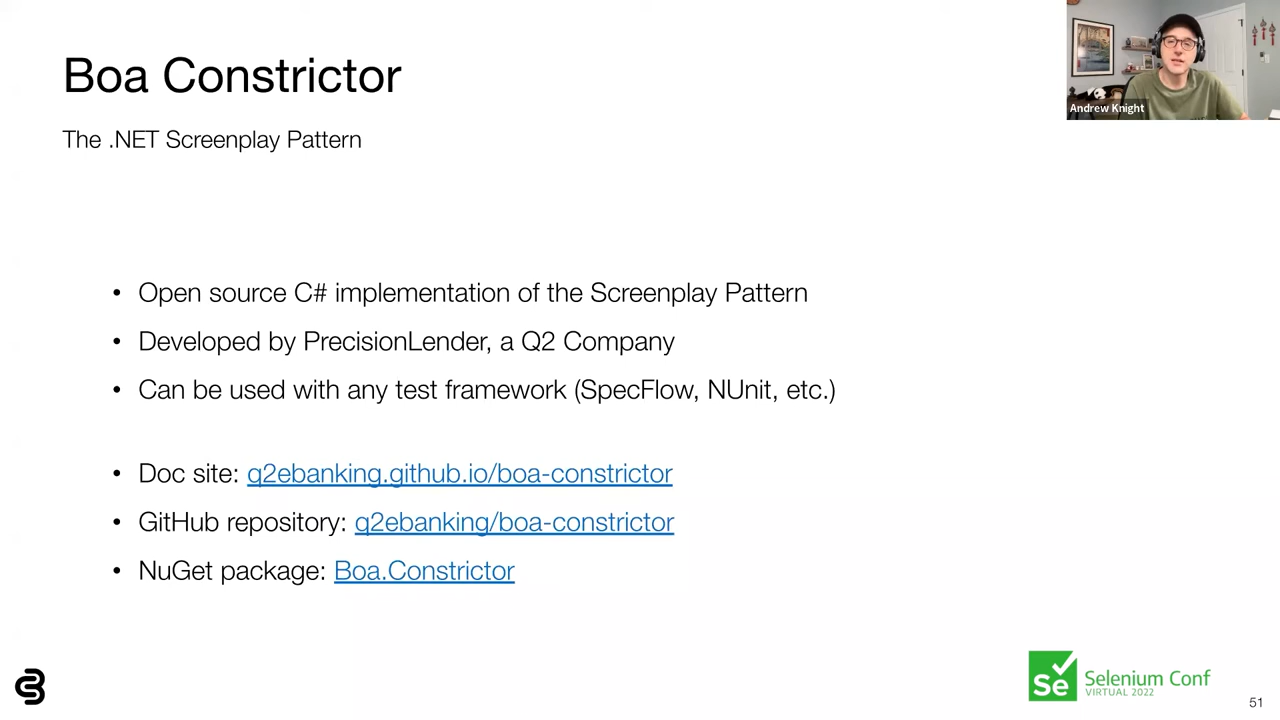 Boa Constrictor
The .NET Screenplay Pattern
Andrew Knight
• Open source C# implementation of the Screenplay Pattern
• Developed by PrecisionLender, a Q2 Company
• Can be used with any test framework (SpecFlow, NUnit, etc.)
• Doc site: q2ebanking.github.io/boa-constrictor
• GitHub repository: q2ebanking/boa-constrictor
• NuGet package: Boa.Constrictor
Se
Selenium Conf
VIRTUAL 2022
51